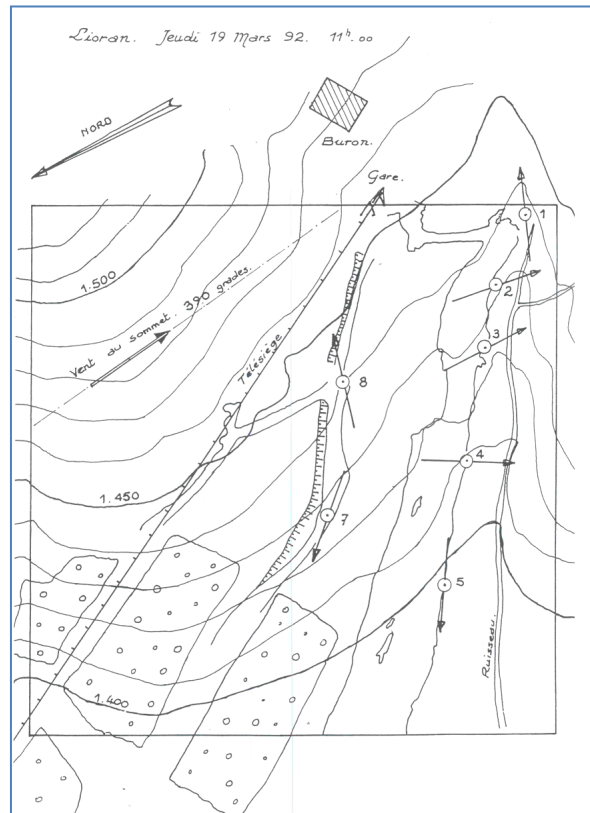 Lioran. Jeudi 19 Mars 92. 11h.00
NORD
Buron.
Gare.
1
1.500
2
Vent du sommet. 390 grades.
3
Télésiège
8
4
1.450
7
5
Ruisseau.
1.400